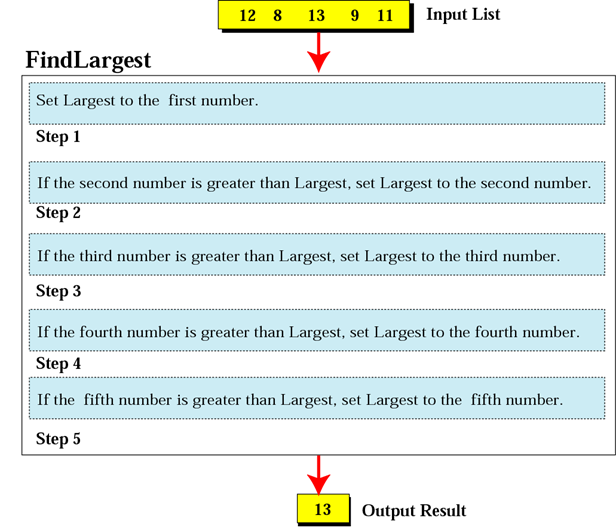 12 8 13 9 11 Input List
FindLargest
Set Largest to the first number.
Step 1
If the second number is greater than Largest, set Largest to the second number.
Step 2
If the third number is greater than Largest, set Largest to the third number.
Step 3
If the fourth number is greater than Largest, set Largest to the fourth number.
Step 4
If the fifth number is greater than Largest, set Largest to the fifth number.
Step 5
13 Output Result